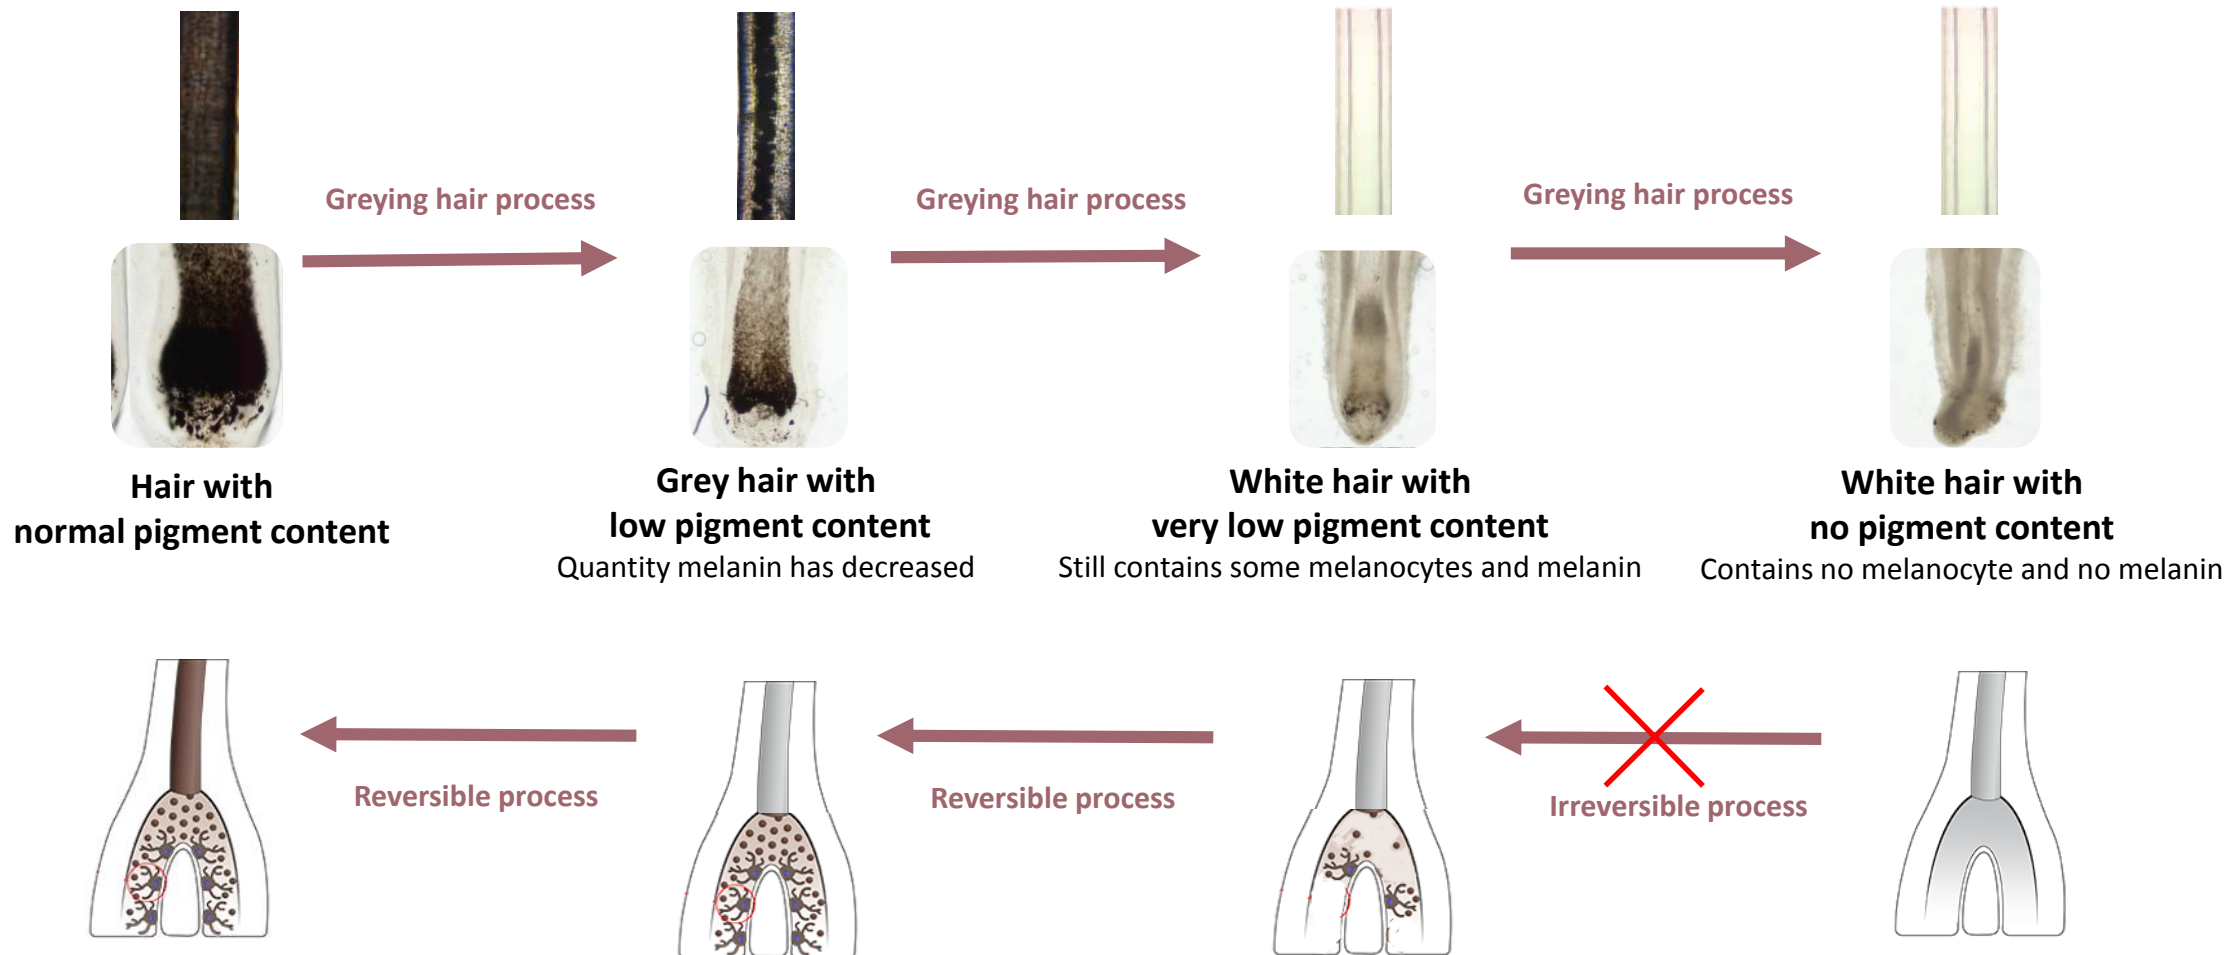 Greying hair process
Greying hair process
Greying hair process
Hair with
normal pigment content
Grey hair with
low pigment content
Quantity melanin has decreased
White hair with
very low pigment content
Still contains some melanocytes and melanin
White hair with
no pigment content
Contains no melanocyte and no melanin
Reversible process
Reversible process
Irreversible process